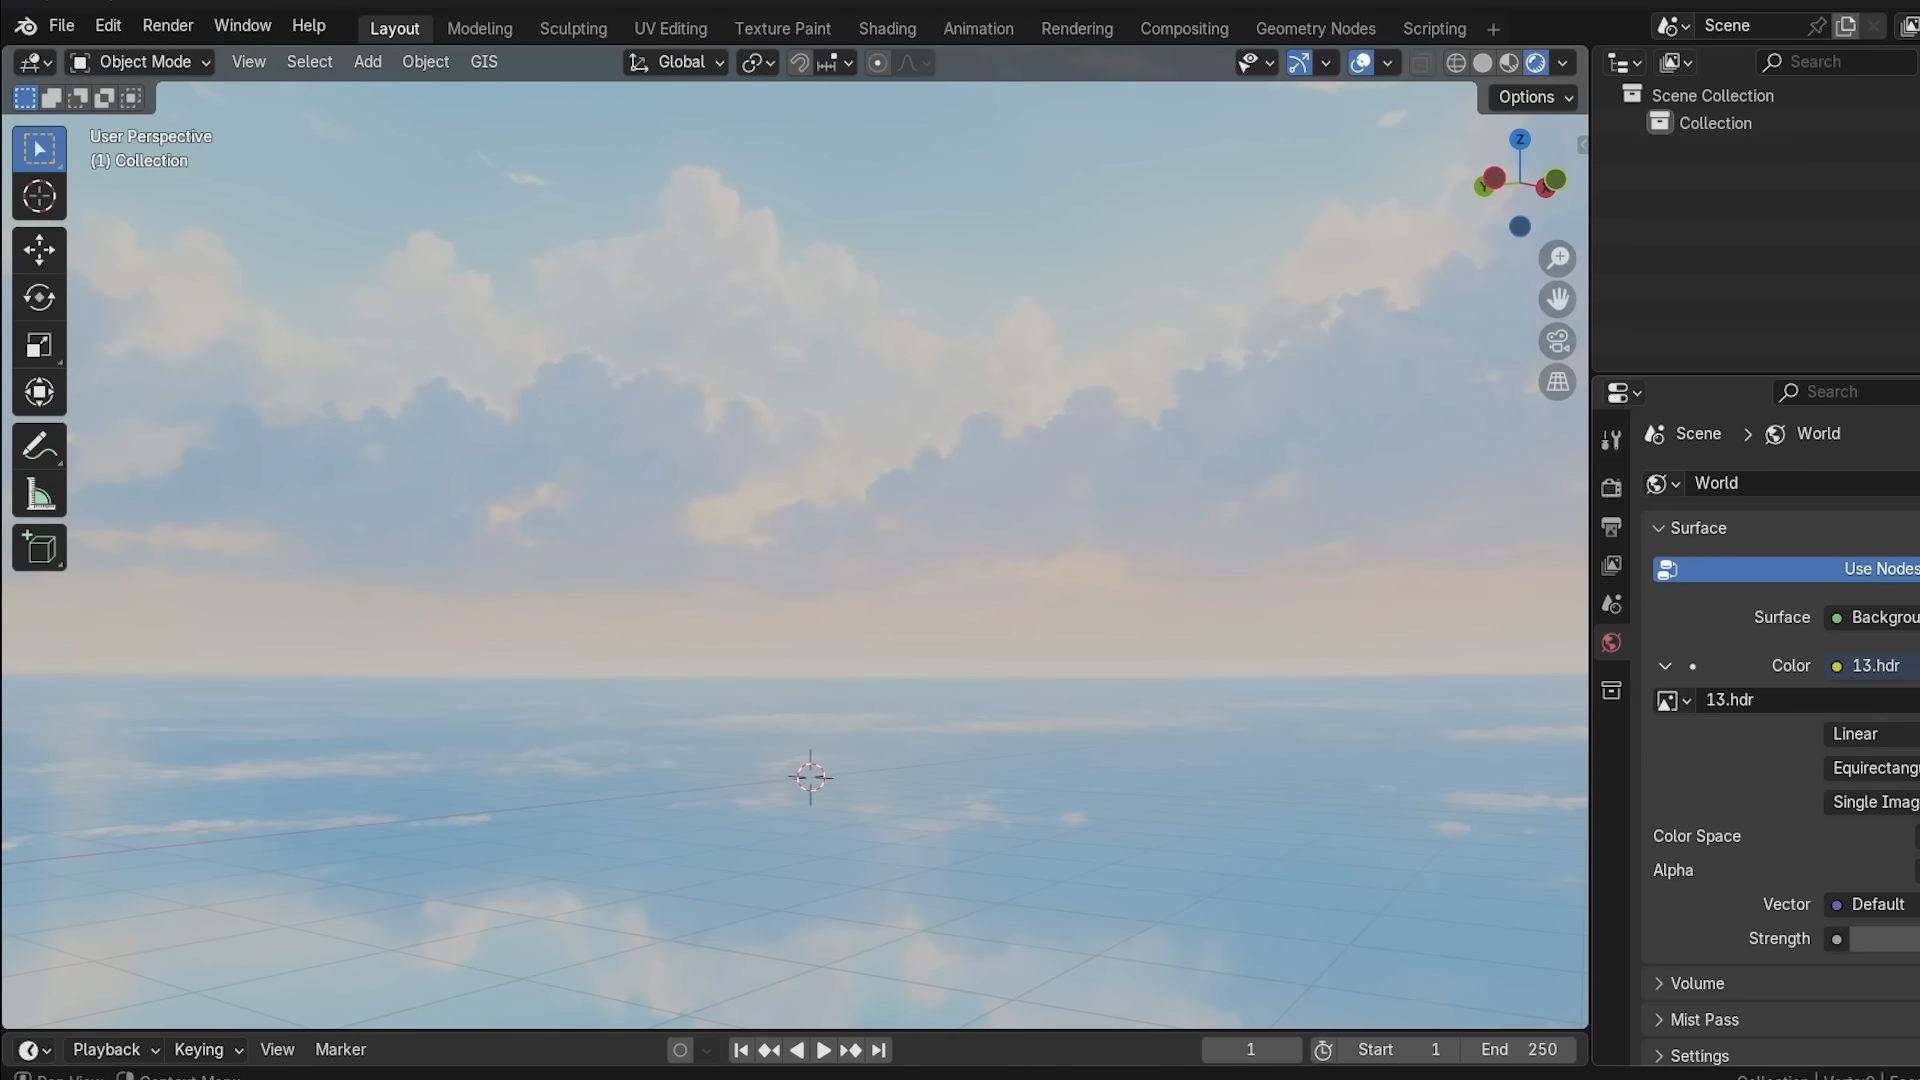 File Edit Render Window Help Layout Modeling Sculpting UV Editing Texture Paint Shading Animation Rendering Compositing Geometry Nodes Scripting + Scene
Object Mode View Select Add Object GIS Global Search
Options
User Perspective
(1) Collection
Z
Y
X
Scene Collection
Collection
Search
Scene > World
World
Surface
Use Nodes
Surface Backgrou
Color 13.hdr
13.hdr
Linear
Equirectang
Single Imag
Color Space
Alpha
Vector Default
Strength
Volume
Mist Pass
Settings
Playback Keying View Marker 1 Start 1 End 250